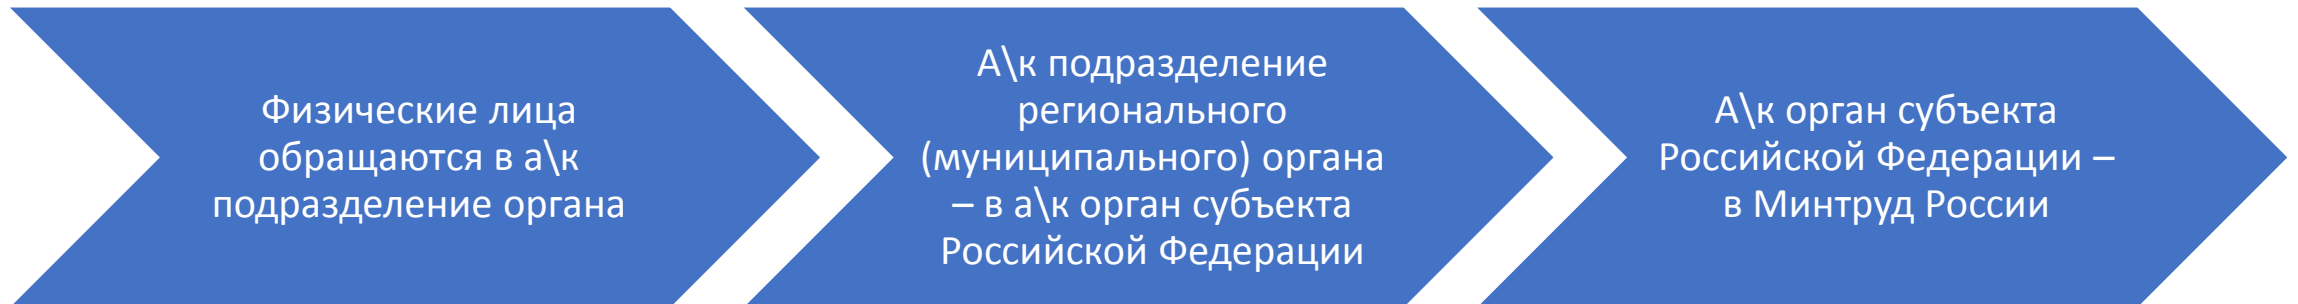 Физические лица
обращаются в а\к
подразделение органа
А\к подразделение
регионального
(муниципального) органа
– в а\к орган субъекта
Российской Федерации
А\к орган субъекта
Российской Федерации –
в Минтруд России